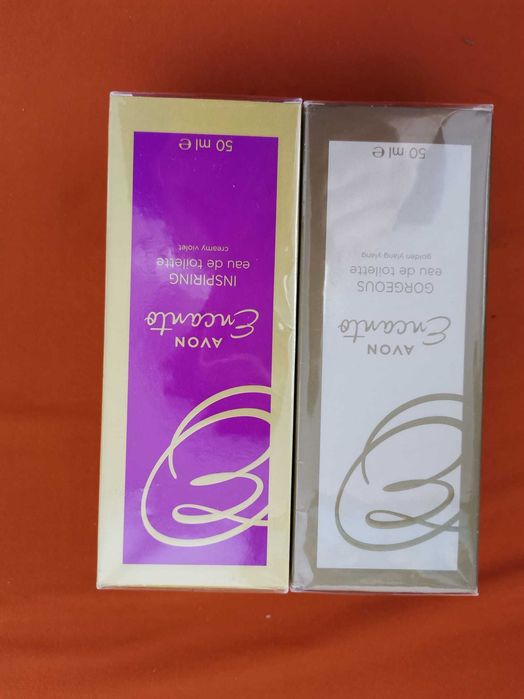 AVON
Encanto
INSPIRING
eau de toilette
creamy violet
50 ml e
AVON
Encanto
GORGEOUS
eau de toilette
golden ylang ylang
50 ml e